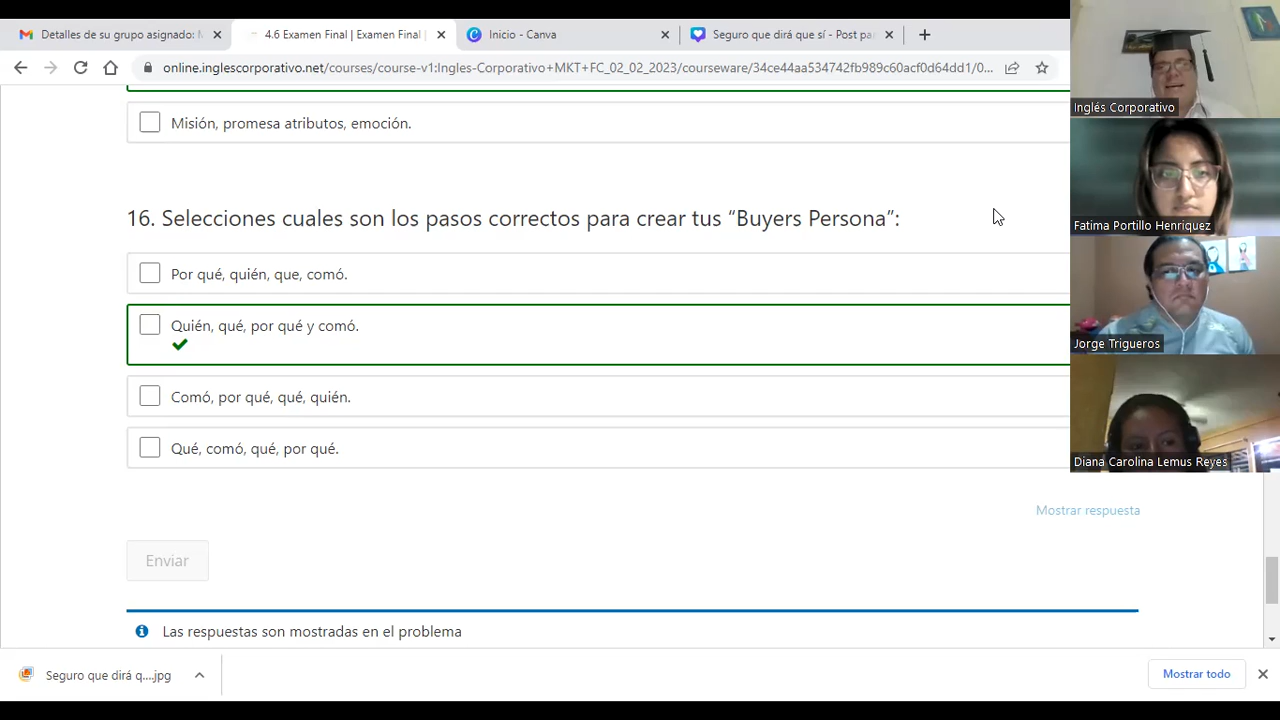 Detalles de su grupo asignado: M
4.6 Examen Final | Examen Final |
Inicio - Canva
Seguro que dirá que sí - Post pa
online.inglescorporativo.net/courses/course-v1:Ingles-Corporativo+MKT+FC_02_02_2023/courseware/34ce44aa534742fb989c60acf0d64dd1/0...
Misión, promesa atributos, emoción.
16. Selecciones cuales son los pasos correctos para crear tus “Buyers Persona”:
Por qué, quién, que, comó.
Quién, qué, por qué y comó.
Comó, por qué, qué, quién.
Qué, comó, qué, por qué.
Mostrar respuesta
Enviar
Las respuestas son mostradas en el problema
Seguro que dirá q....jpg
Mostrar todo
Inglés Corporativo
Fatima Portillo Henriquez
Jorge Trigueros
Diana Carolina Lemus Reyes